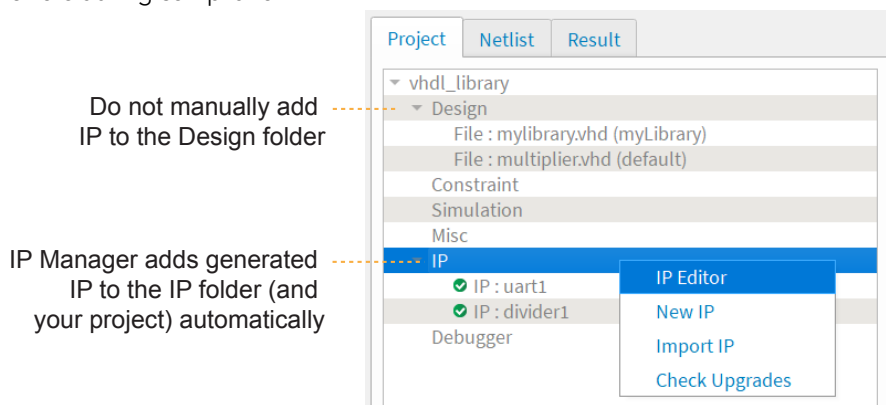 Project Netlist Result
vhdl_library
Do not manually add
IP to the Design folder
Design
File : mylibrary.vhd (myLibrary)
File : multiplier.vhd (default)
Constraint
Simulation
Misc
IP Manager adds generated
IP to the IP folder (and
your project) automatically
IP
IP : uart1
IP : divider1
Debugger
IP Editor
New IP
Import IP
Check Upgrades